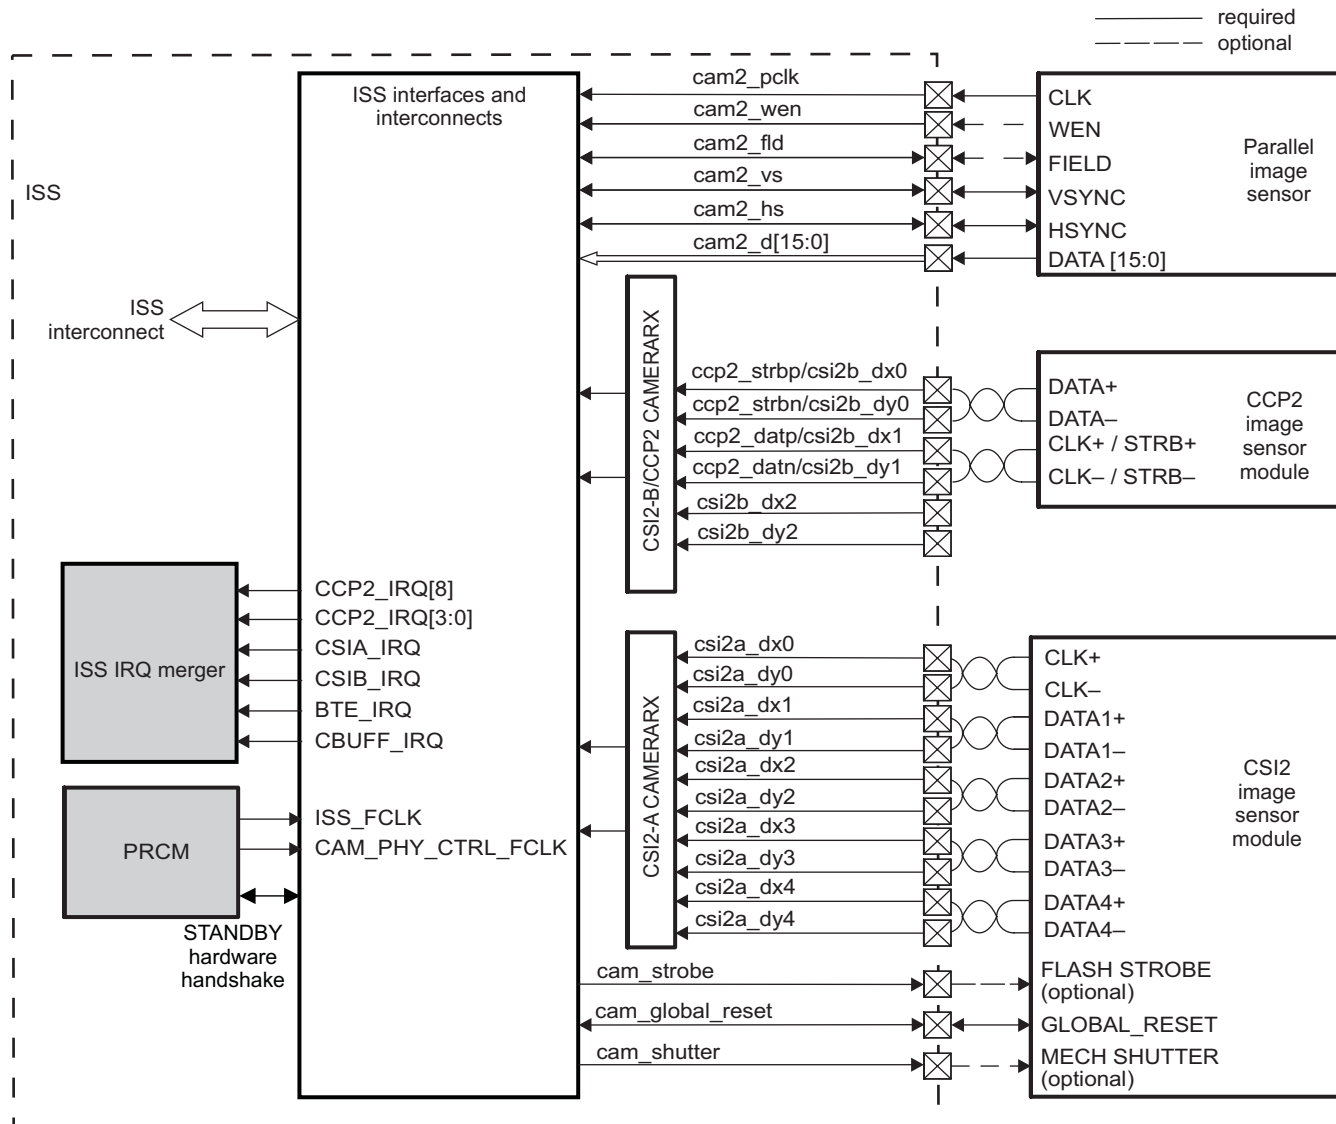 required
optional
ISS
ISS interfaces and
interconnects
cam2_pclk
cam2_wen
cam2_fld
cam2_vs
cam2_hs
cam2_d[15:0]
CLK
WEN
FIELD
VSYNC
HSYNC
DATA [15:0]
Parallel
image
sensor
ISS
interconnect
CSI2-B/CCP2 CAMERARX
ccp2_strbp/csi2b_dx0
ccp2_strbn/csi2b_dy0
ccp2_datp/csi2b_dx1
ccp2_datn/csi2b_dy1
csi2b_dx2
csi2b_dy2
DATA+
DATA–
CLK+ / STRB+
CLK– / STRB–
CCP2
image
sensor
module
ISS IRQ merger
CCP2_IRQ[8]
CCP2_IRQ[3:0]
CSIA_IRQ
CSIB_IRQ
BTE_IRQ
CBUFF_IRQ
PRCM
ISS_FCLK
CAM_PHY_CTRL_FCLK
STANDBY
hardware
handshake
CSI2-A CAMERARX
csi2a_dx0
csi2a_dy0
csi2a_dx1
csi2a_dy1
csi2a_dx2
csi2a_dy2
csi2a_dx3
csi2a_dy3
csi2a_dx4
csi2a_dy4
cam_strobe
cam_global_reset
cam_shutter
CLK+
CLK–
DATA1+
DATA1–
DATA2+
DATA2–
DATA3+
DATA3–
DATA4+
DATA4–
FLASH STROBE
(optional)
GLOBAL_RESET
MECH SHUTTER
(optional)
CSI2
image
sensor
module